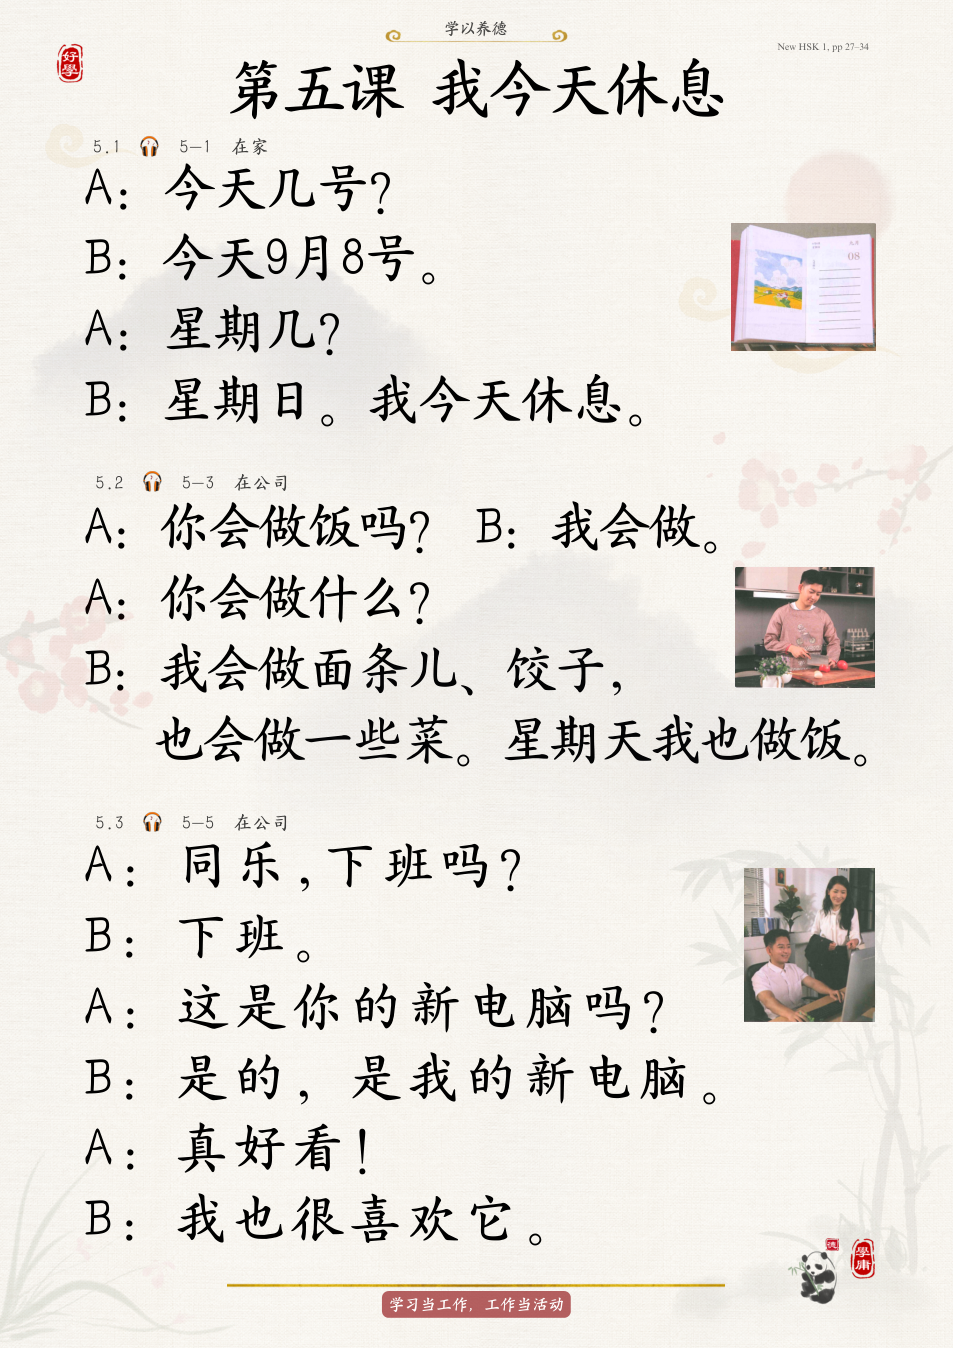 学以养德
New HSK 1, pp 27–34
好學
第五课 我今天休息
5.1 5—1 在家
A：今天几号？
B：今天9月8号。
A：星期几？
B：星期日。我今天休息。
08
5.2 5—3 在公司
A：你会做饭吗？ B：我会做。
A：你会做什么？
B：我会做面条儿、饺子，
也会做一些菜。星期天我也做饭。
5.3 5—5 在公司
A：同乐，下班吗？
B：下班。
A：这是你的新电脑吗？
B：是的，是我的新电脑。
A：真好看！
B：我也很喜欢它。
德
學庸
学习当工作，工作当活动